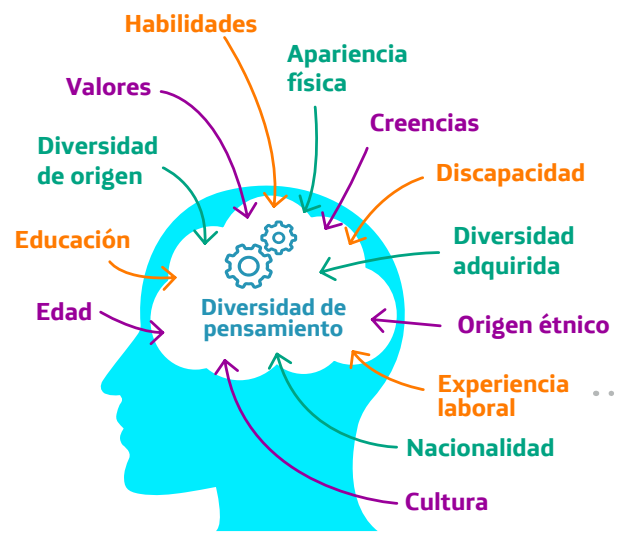 Habilidades
Apariencia
física
Valores
Creencias
Diversidad
de origen
Discapacidad
Educación
Diversidad
adquirida
Edad
Diversidad de
pensamiento
Origen étnico
Experiencia
laboral
Nacionalidad
Cultura